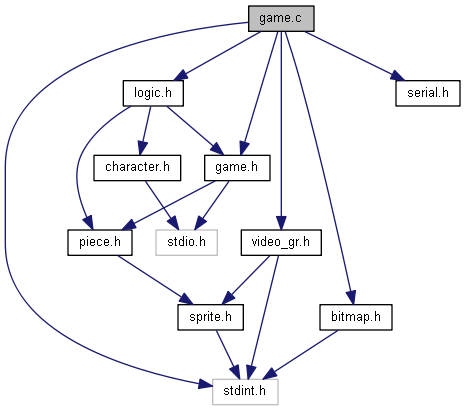 game.c
logic.h
serial.h
character.h
game.h
piece.h
stdio.h
video_gr.h
sprite.h
bitmap.h
stdint.h